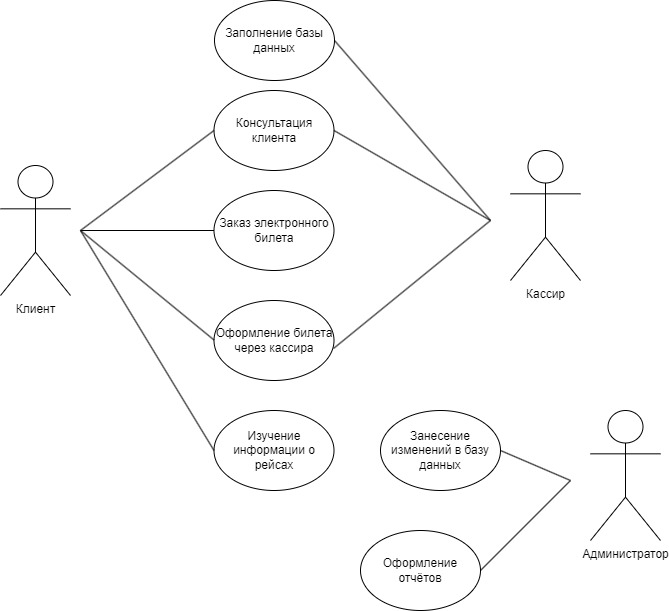 Заполнение базы
данных
Консультация
клиента
Заказ электронного
билета
Клиент
Кассир
Оформление билета
через кассира
Изучение
информации о
рейсах
Занесение
изменений в базу
данных
Администратор
Оформление
отчётов